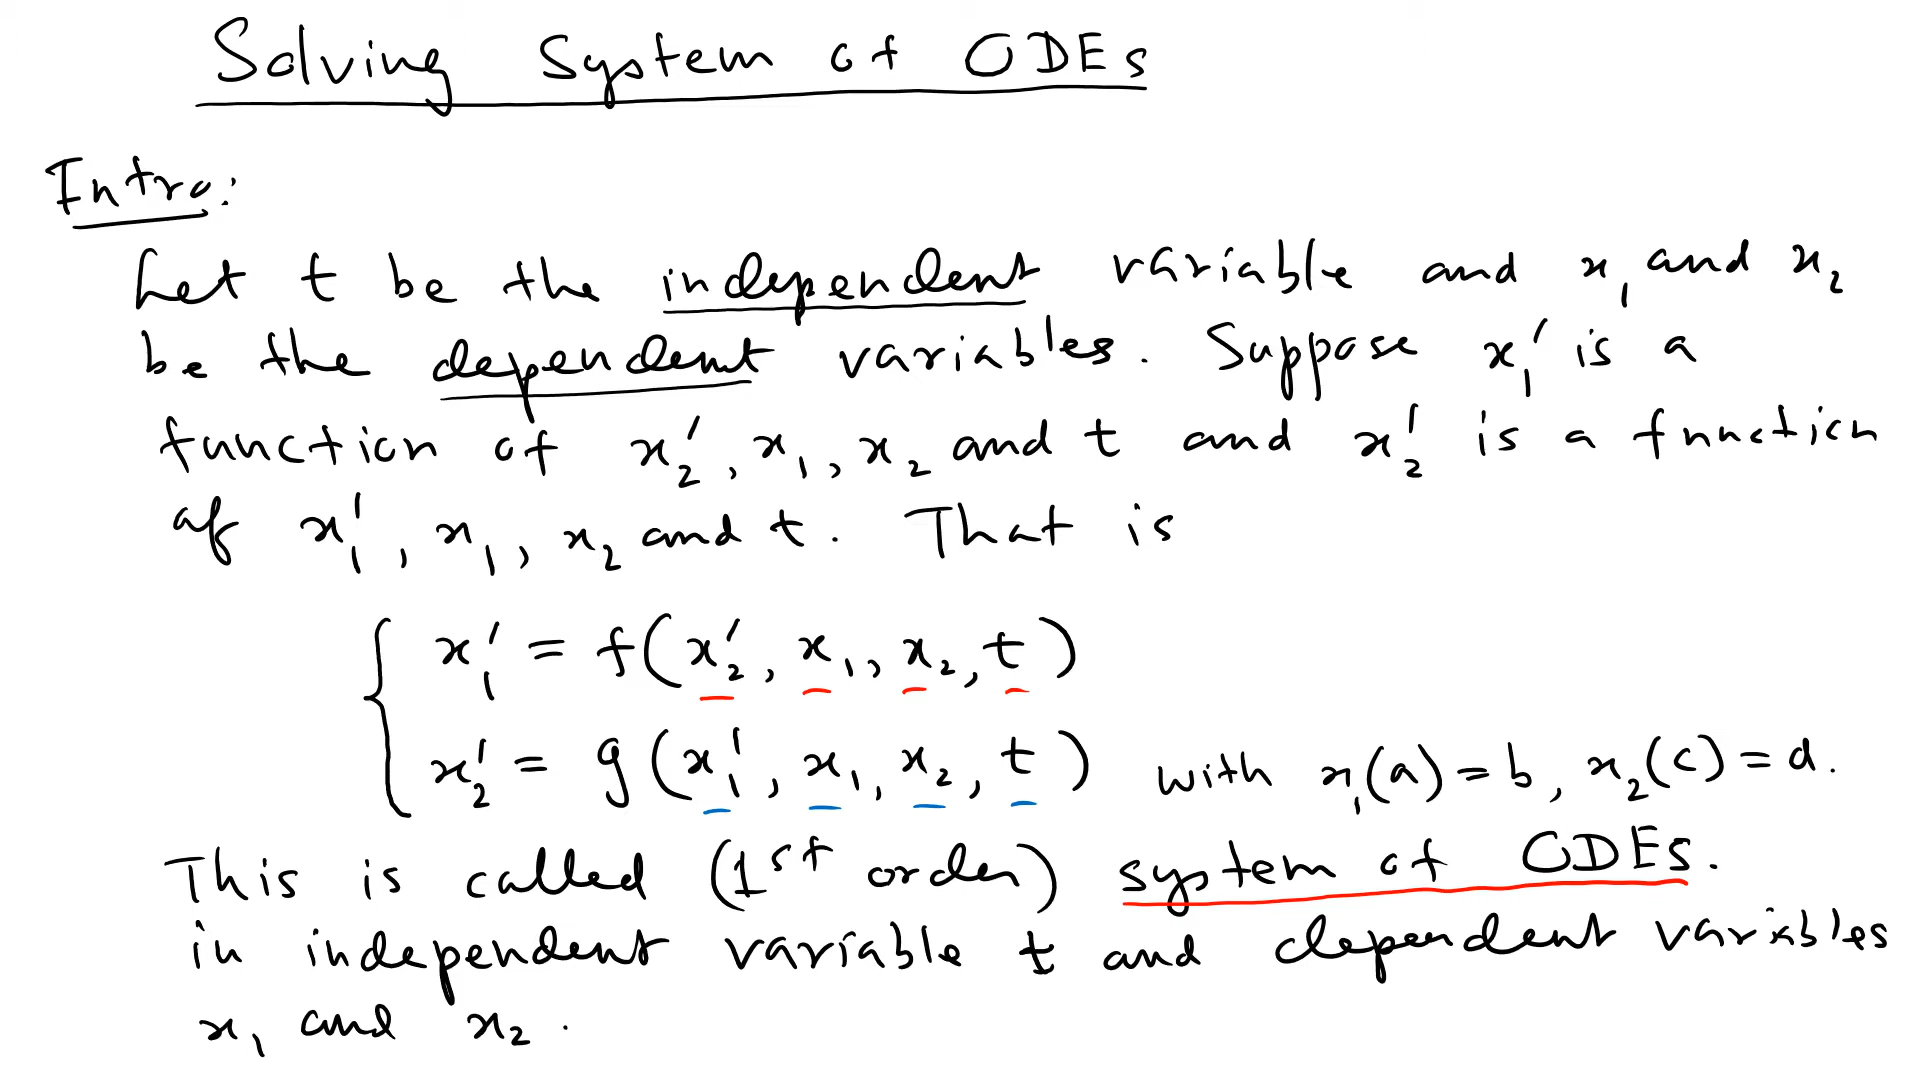 Solving System of ODEs
Intro:
Let t be the independent variable and x₁ and x₂
be the dependent variables. Suppose x₁′ is a
function of x₂′, x₁, x₂ and t and x₂′ is a function
of x₁′, x₁, x₂ and t. That is
{ x₁′ = f(x₂′, x₁, x₂, t)
x₂′ = g(x₁′, x₁, x₂, t) with x₁(a) = b, x₂(c) = d.
This is called (1st order) system of ODEs.
in independent variable t and dependent variables
x₁ and x₂.